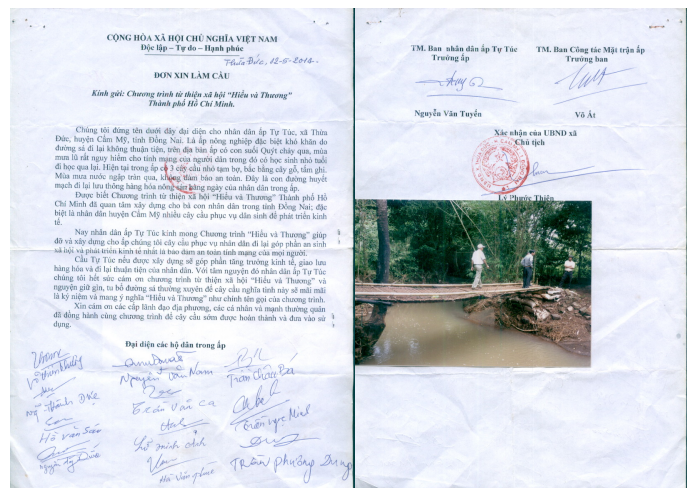 CỘNG HÒA XÃ HỘI CHỦ NGHĨA VIỆT NAM
Độc lập – Tự do – Hạnh phúc
Thừa Đức, 12-5-2014.
ĐƠN XIN LÀM CẦU
Kính gửi: Chương trình từ thiện xã hội “Hiểu và Thương”
Thành phố Hồ Chí Minh.
Chúng tôi đứng tên dưới đây đại diện cho nhân dân ấp Tự Túc, xã Thừa
Đức, huyện Cẩm Mỹ, tỉnh Đồng Nai. Là ấp nông nghiệp đặc biệt khó khăn do
đường sá đi lại không thuận tiện, trên địa bàn ấp có con suối Quýt chảy qua, mùa
mưa lũ rất nguy hiểm cho tính mạng của người dân trong đó có học sinh nhỏ tuổi
đi học qua lại. Hiện tại trong ấp có 3 cây cầu nhỏ tạm bợ, bắc bằng cây gỗ, tấm ghi.
Mùa mưa nước ngập tràn qua, không đảm bảo an toàn. Đây là con đường huyết
mạch đi lại lưu thông hàng hóa nông sản hàng ngày của nhân dân trong ấp.
Được biết Chương trình từ thiện xã hội “Hiểu và Thương” Thành phố Hồ
Chí Minh đã quan tâm xây dựng cho bà con nhân dân trong tỉnh Đồng Nai; đặc
biệt là nhân dân huyện Cẩm Mỹ nhiều cây cầu phục vụ dân sinh để phát triển kinh
tế.
Nay nhân dân ấp Tự Túc kính mong Chương trình “Hiểu và Thương” giúp
đỡ và xây dựng cho ấp chúng tôi cây cầu phục vụ nhân dân đi lại góp phần an sinh
xã hội và phát triển kinh tế nhất là bảo đảm an toàn tính mạng của mọi người.
Cầu Tự Túc nếu được xây dựng sẽ góp phần tăng trưởng kinh tế, giao lưu
hàng hóa và đi lại thuận tiện của nhân dân. Với tâm nguyện đó nhân dân ấp Tự Túc
chúng tôi hết sức cảm ơn chương trình từ thiện xã hội “Hiểu và Thương” và
nguyện giữ gìn, tu bổ đường sá thường xuyên để cây cầu nghĩa tình này sẽ mãi mãi
là kỷ niệm và mang ý nghĩa “Hiểu và Thương” như chính tên gọi của chương trình.
Xin cảm ơn các cấp lãnh đạo địa phương, các cá nhân và mạnh thường quân
đã đồng hành cùng chương trình để cây cầu sớm được hoàn thành và đưa vào sử
dụng.
Đại diện các hộ dân trong ấp
Nguyễn Văn Nam
Trần Châu Bá
Trần Văn Ca
Hồ Văn Sơn
Lê Minh Ánh
Trần Ngọc Minh
Trần Phương Dung
TM. Ban nhân dân ấp Tự Túc
Trưởng ấp
TM. Ban Công tác Mặt trận ấp
Trưởng ban
Nguyễn Văn Tuyển
Võ Ất
Xác nhận của UBND xã
Chủ tịch
Lý Phước Thiện